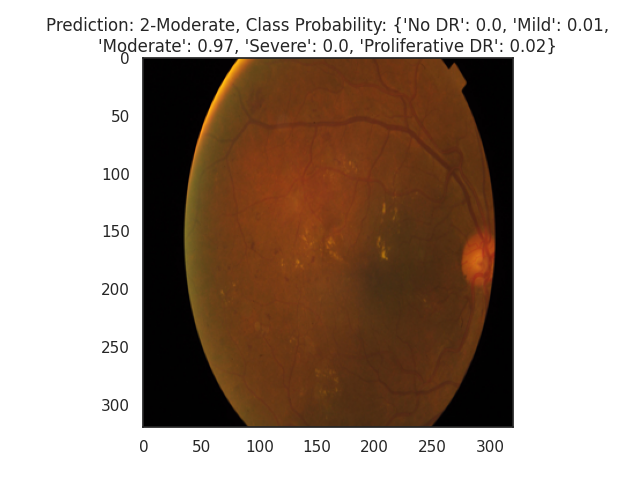 Prediction: 2-Moderate, Class Probability: {'No DR': 0.0, 'Mild': 0.01,
'Moderate': 0.97, 'Severe': 0.0, 'Proliferative DR': 0.02}
0
50
100
150
200
250
300
0 50 100 150 200 250 300